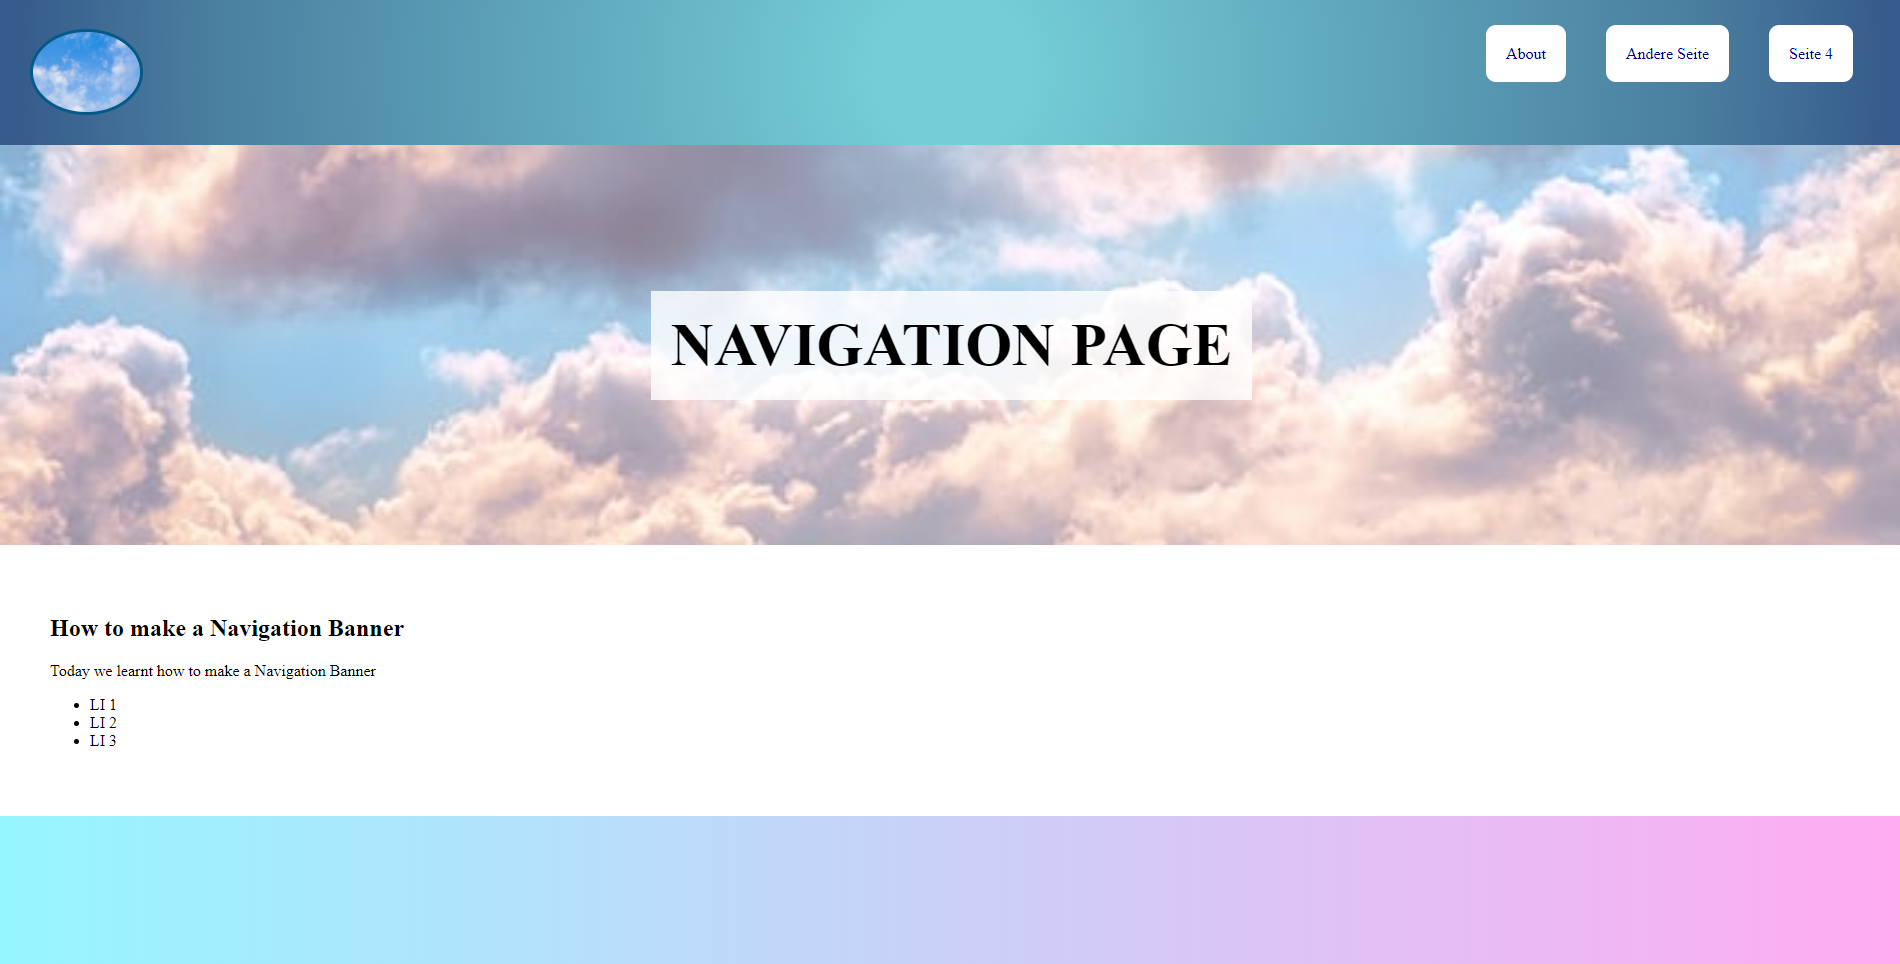 About
Andere Seite
Seite 4
NAVIGATION PAGE
How to make a Navigation Banner
Today we learnt how to make a Navigation Banner
LI 1
LI 2
LI 3